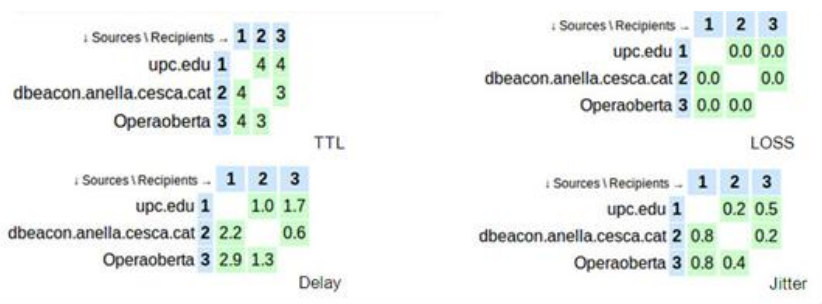 ↓ Sources \ Recipients → 1 2 3
upc.edu 1 4 4
dbeacon.anella.cesca.cat 2 4 3
Operaoberta 3 4 3
TTL
↓ Sources \ Recipients → 1 2 3
upc.edu 1 0.0 0.0
dbeacon.anella.cesca.cat 2 0.0 0.0
Operaoberta 3 0.0 0.0
LOSS
↓ Sources \ Recipients → 1 2 3
upc.edu 1 1.0 1.7
dbeacon.anella.cesca.cat 2 2.2 0.6
Operaoberta 3 2.9 1.3
Delay
↓ Sources \ Recipients → 1 2 3
upc.edu 1 0.2 0.5
dbeacon.anella.cesca.cat 2 0.8 0.2
Operaoberta 3 0.8 0.4
Jitter